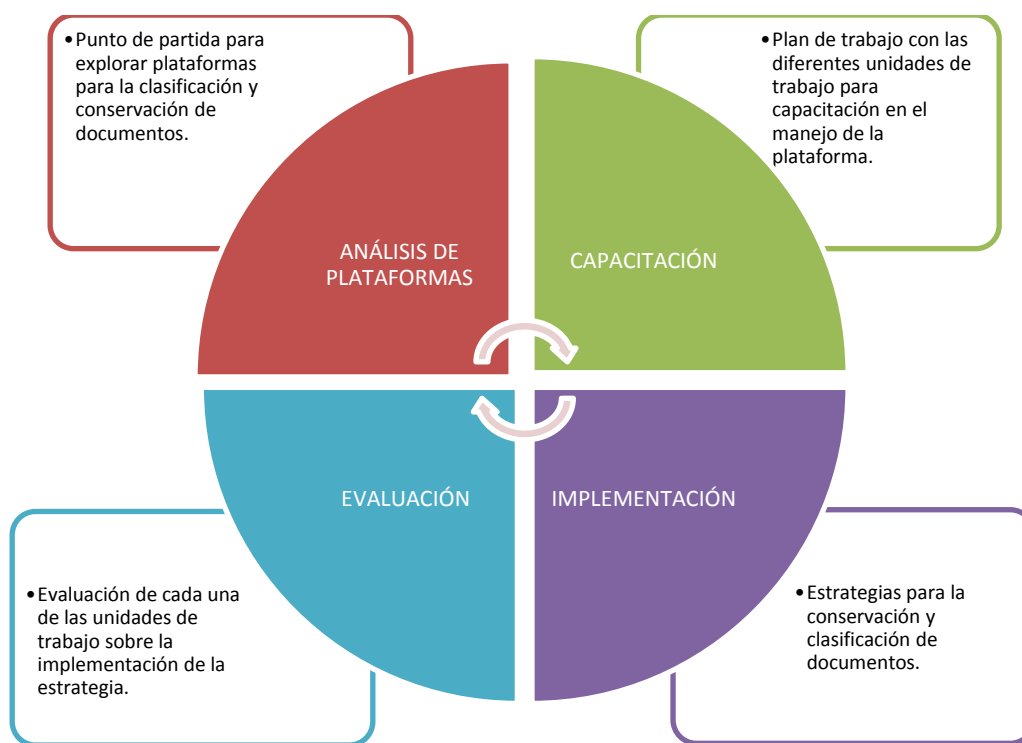 •Punto de partida para
explorar plataformas
para la clasificación y
conservación de
documentos.
•Plan de trabajo con las
diferentes unidades de
trabajo para
capacitación en el
manejo de la
plataforma.
ANÁLISIS DE
PLATAFORMAS
CAPACITACIÓN
EVALUACIÓN
IMPLEMENTACIÓN
•Evaluación de cada una
de las unidades de
trabajo sobre la
implementación de la
estrategia.
•Estrategias para la
conservación y
clasificación de
documentos.